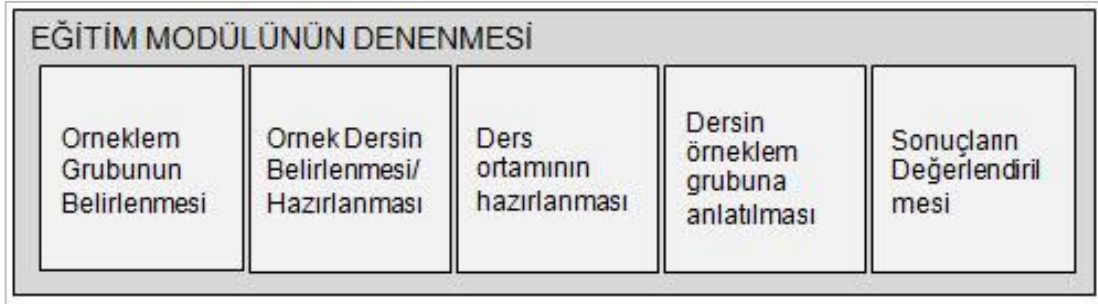 EĞİTİM MODÜLÜNÜN DENENMESİ
Orneklem
Grubunun
Belirlenmesi
Ornek Dersin
Belirlenmesi/
Hazırlanması
Ders
ortamının
hazırlanması
Dersin
örneklem
grubuna
anlatılması
Sonuçların
Değerlendiril
mesi